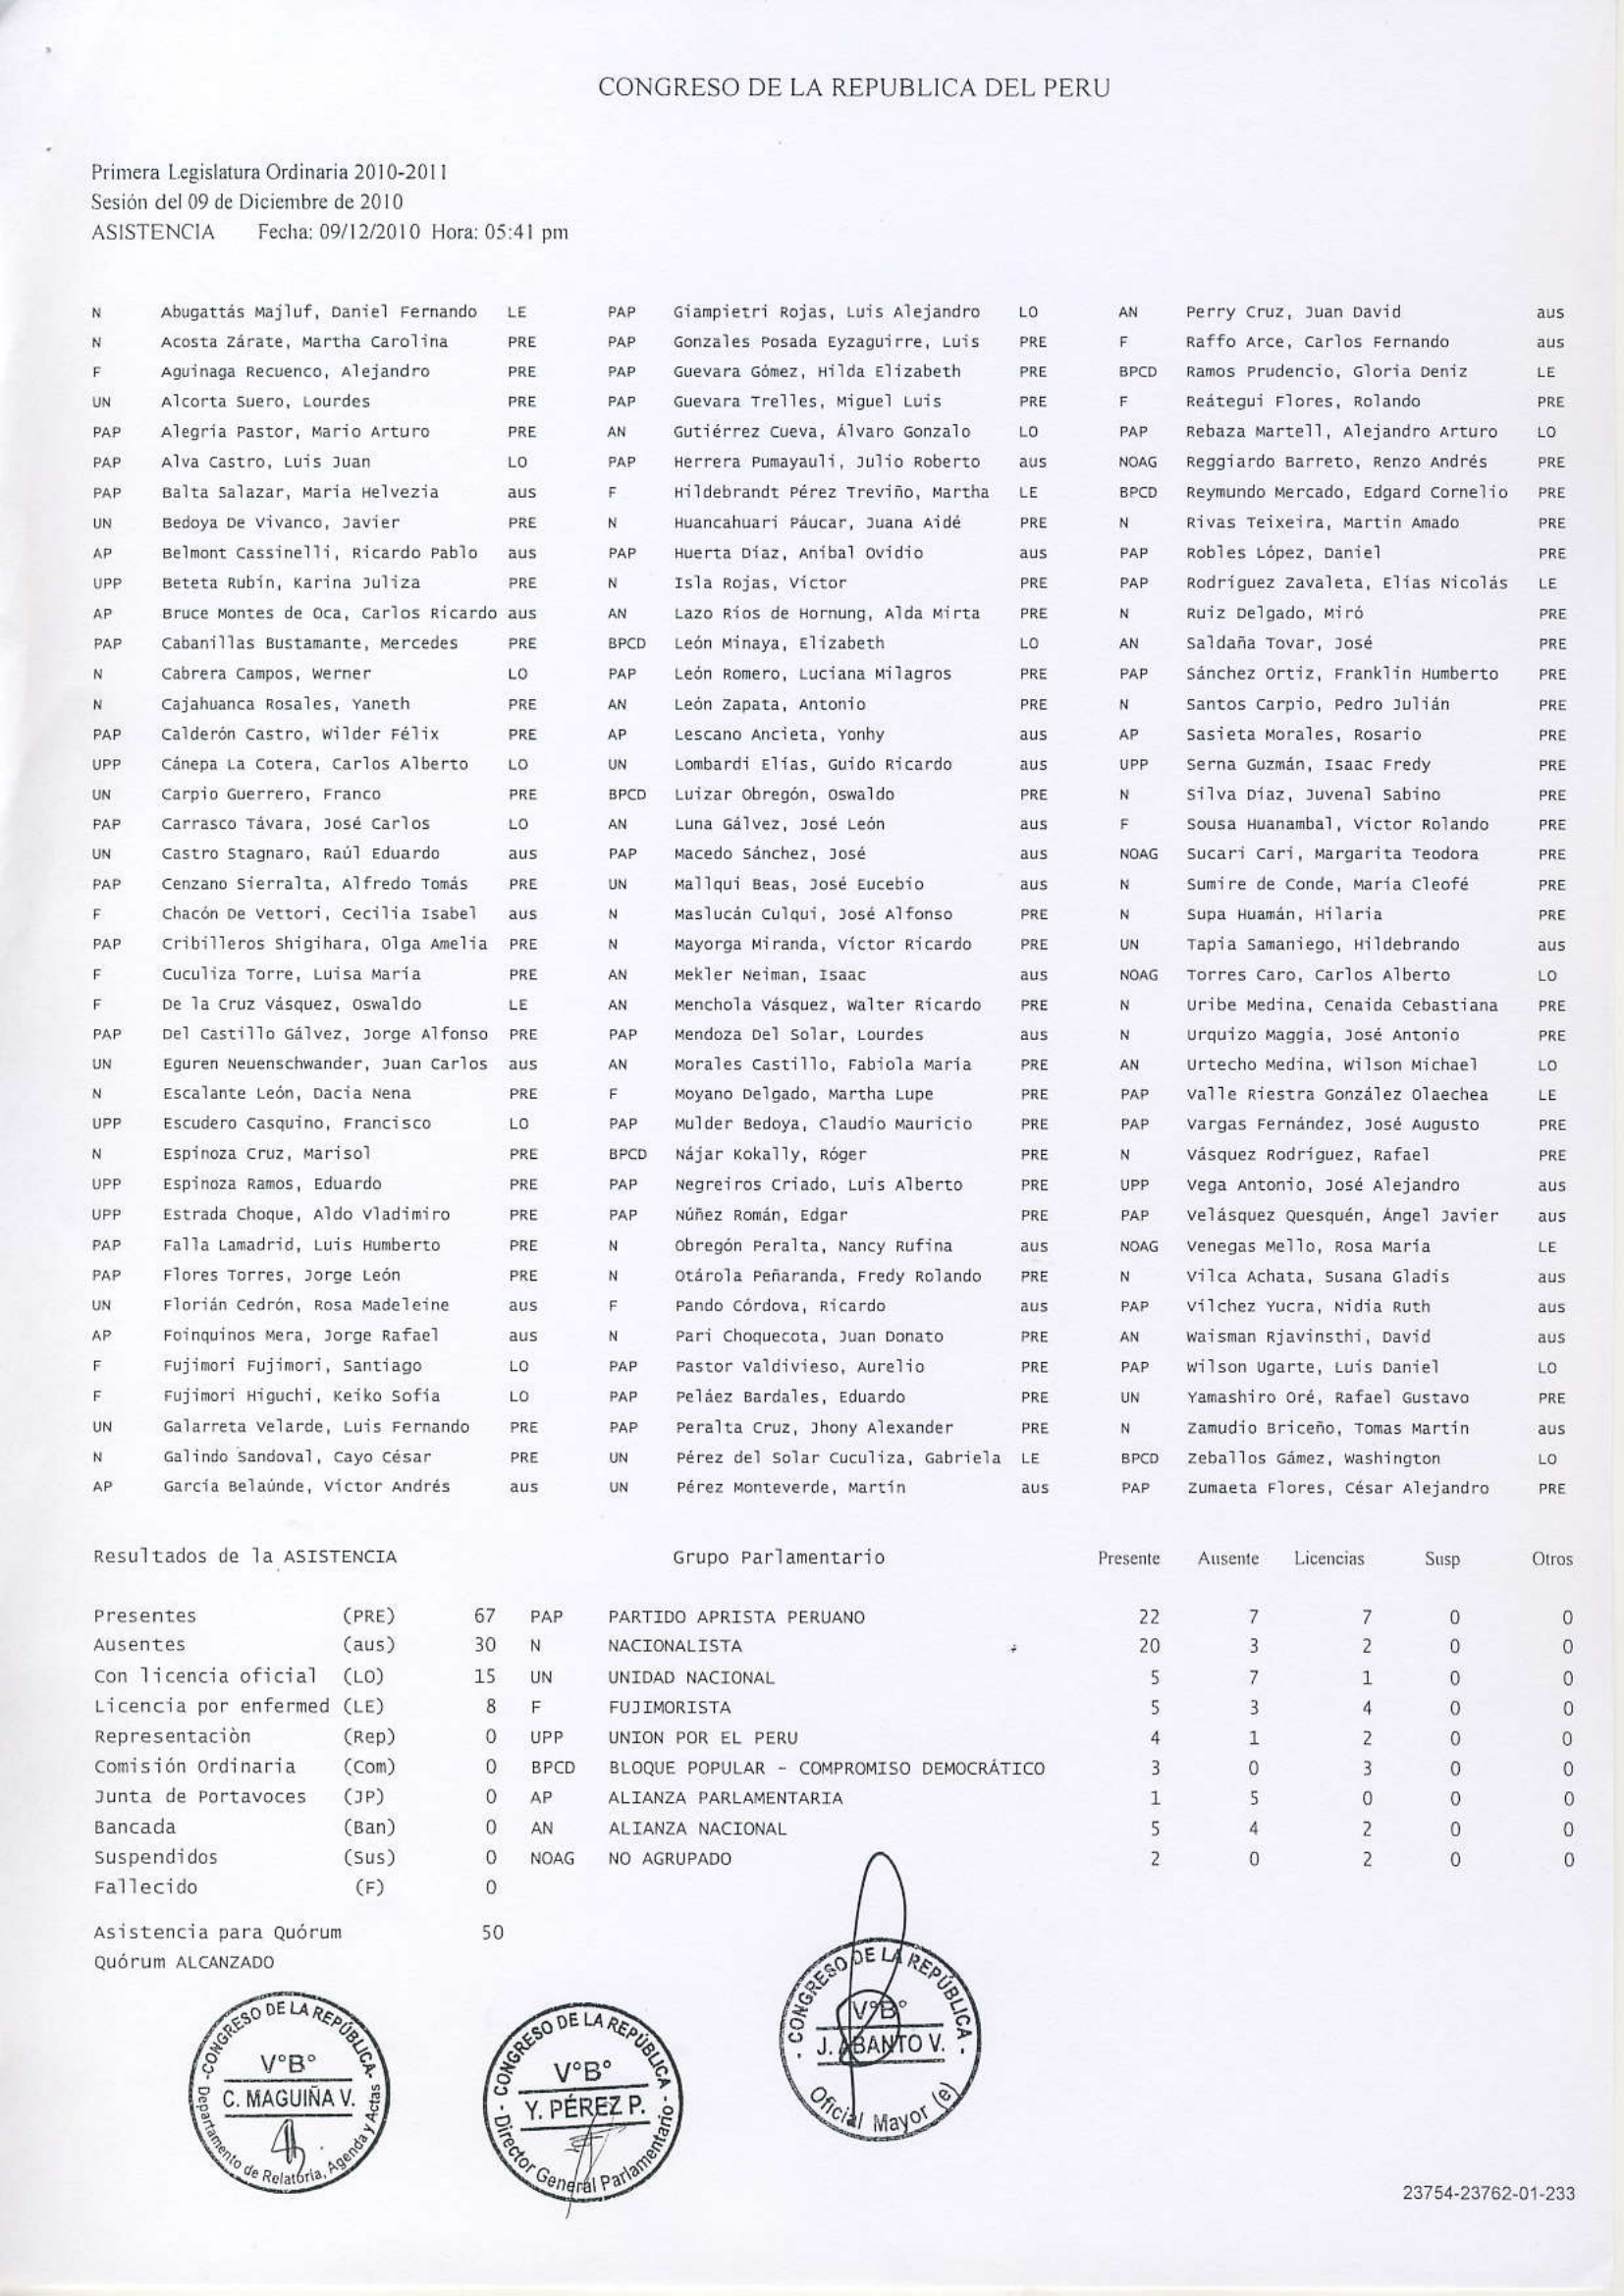 CONGRESO DE LA REPUBLICA DEL PERU
Primera Legislatura Ordinaria 2010-2011
Sesión del 09 de Diciembre de 2010
ASISTENCIA Fecha: 09/12/2010 Hora: 05:41 pm
N Abugattás Majluf, Daniel Fernando LE PAP Giampietri Rojas, Luis Alejandro LO AN Perry Cruz, Juan David aus
N Acosta Zárate, Martha Carolina PRE PAP Gonzales Posada Eyzaguirre, Luis PRE F Raffo Arce, Carlos Fernando aus
F Aguinaga Recuenco, Alejandro PRE PAP Guevara Gómez, Hilda Elizabeth PRE BPCD Ramos Prudencio, Gloria Deniz LE
UN Alcorta Suero, Lourdes PRE PAP Guevara Trelles, Miguel Luis PRE F Reátegui Flores, Rolando PRE
PAP Alegría Pastor, Mario Arturo PRE AN Gutiérrez Cueva, Álvaro Gonzalo LO PAP Rebaza Martell, Alejandro Arturo LO
PAP Alva Castro, Luis Juan LO PAP Herrera Pumayauli, Julio Roberto aus NOAG Reggiardo Barreto, Renzo Andrés PRE
PAP Balta Salazar, María Helvezia aus F Hildebrandt Pérez Treviño, Martha LE BPCD Reymundo Mercado, Edgard Cornelio PRE
UN Bedoya De Vivanco, Javier PRE N Huancahuari Páucar, Juana Aidé PRE N Rivas Teixeira, Martín Amado PRE
AP Belmont Cassinelli, Ricardo Pablo aus PAP Huerta Díaz, Aníbal Ovidio aus PAP Robles López, Daniel PRE
UPP Beteta Rubín, Karina Juliza PRE N Isla Rojas, Víctor PRE PAP Rodríguez Zavaleta, Elías Nicolás LE
AP Bruce Montes de Oca, Carlos Ricardo aus AN Lazo Ríos de Hornung, Alda Mirta PRE N Ruiz Delgado, Miró PRE
PAP Cabanillas Bustamante, Mercedes PRE BPCD León Minaya, Elizabeth LO AN Saldaña Tovar, José PRE
N Cabrera Campos, Werner LO PAP León Romero, Luciana Milagros PRE PAP Sánchez Ortiz, Franklin Humberto PRE
N Cajahuanca Rosales, Yaneth PRE AN León Zapata, Antonio PRE N Santos Carpio, Pedro Julián PRE
PAP Calderón Castro, Wilder Félix PRE AP Lescano Ancieta, Yonhy aus AP Sasieta Morales, Rosario PRE
UPP Cánepa La Cotera, Carlos Alberto LO UN Lombardi Elías, Guido Ricardo aus UPP Serna Guzmán, Isaac Fredy PRE
UN Carpio Guerrero, Franco PRE BPCD Luizar Obregón, Oswaldo PRE N Silva Díaz, Juvenal Sabino PRE
PAP Carrasco Távara, José Carlos LO AN Luna Gálvez, José León aus F Sousa Huanambal, Víctor Rolando PRE
UN Castro Stagnaro, Raúl Eduardo aus PAP Macedo Sánchez, José aus NOAG Sucari Cari, Margarita Teodora PRE
PAP Cenzano Sierralta, Alfredo Tomás PRE UN Mallqui Beas, José Eucebio aus N Sumire de Conde, María Cleofé PRE
F Chacón De Vettori, Cecilia Isabel aus N Maslucán Culqui, José Alfonso PRE N Supa Huamán, Hilaria PRE
PAP Cribilleros Shigihara, Olga Amelia PRE N Mayorga Miranda, Víctor Ricardo PRE UN Tapia Samaniego, Hildebrando aus
F Cuculiza Torre, Luisa María PRE AN Mekler Neiman, Isaac aus NOAG Torres Caro, Carlos Alberto LO
F De la Cruz Vásquez, Oswaldo LE AN Menchola Vásquez, Walter Ricardo PRE N Uribe Medina, Cenaida Cebastiana PRE
PAP Del Castillo Gálvez, Jorge Alfonso PRE PAP Mendoza Del Solar, Lourdes aus N Urquizo Maggia, José Antonio PRE
UN Eguren Neuenschwander, Juan Carlos aus AN Morales Castillo, Fabiola María PRE AN Urtecho Medina, Wilson Michael LO
N Escalante León, Dacia Nena PRE F Moyano Delgado, Martha Lupe PRE PAP Valle Riestra González Olaechea LE
UPP Escudero Casquino, Francisco LO PAP Mulder Bedoya, Claudio Mauricio PRE PAP Vargas Fernández, José Augusto PRE
N Espinoza Cruz, Marisol PRE BPCD Nájar Kokally, Róger PRE N Vásquez Rodríguez, Rafael PRE
UPP Espinoza Ramos, Eduardo PRE PAP Negreiros Criado, Luis Alberto PRE UPP Vega Antonio, José Alejandro aus
UPP Estrada Choque, Aldo Vladimiro PRE PAP Núñez Román, Edgar PRE PAP Velásquez Quesquén, Ángel Javier aus
PAP Falla Lamadrid, Luis Humberto PRE N Obregón Peralta, Nancy Rufina aus NOAG Venegas Mello, Rosa María LE
PAP Flores Torres, Jorge León PRE N Otárola Peñaranda, Fredy Rolando PRE N Vilca Achata, Susana Gladis aus
UN Florián Cedrón, Rosa Madeleine aus F Pando Córdova, Ricardo aus PAP Vílchez Yucra, Nidia Ruth aus
AP Foinquinos Mera, Jorge Rafael aus N Pari Choquecota, Juan Donato PRE AN Waisman Rjavinsthi, David aus
F Fujimori Fujimori, Santiago LO PAP Pastor Valdivieso, Aurelio PRE PAP Wilson Ugarte, Luis Daniel LO
F Fujimori Higuchi, Keiko Sofía LO PAP Peláez Bardales, Eduardo PRE UN Yamashiro Oré, Rafael Gustavo PRE
UN Galarreta Velarde, Luis Fernando PRE PAP Peralta Cruz, Jhony Alexander PRE N Zamudio Briceño, Tomas Martín aus
N Galindo Sandoval, Cayo César PRE UN Pérez del Solar Cuculiza, Gabriela LE BPCD Zeballos Gámez, Washington LO
AP García Belaúnde, Víctor Andrés aus UN Pérez Monteverde, Martín aus PAP Zumaeta Flores, César Alejandro PRE
Resultados de la ASISTENCIA Grupo Parlamentario Presente Ausente Licencias Susp Otros
Presentes (PRE) 67 PAP PARTIDO APRISTA PERUANO 22 7 7 0 0
Ausentes (aus) 30 N NACIONALISTA 20 3 2 0 0
Con licencia oficial (LO) 15 UN UNIDAD NACIONAL 5 7 1 0 0
Licencia por enfermed (LE) 8 F FUJIMORISTA 5 3 4 0 0
Representaciòn (Rep) 0 UPP UNION POR EL PERU 4 1 2 0 0
Comisión Ordinaria (Com) 0 BPCD BLOQUE POPULAR - COMPROMISO DEMOCRÁTICO 3 0 3 0 0
Junta de Portavoces (JP) 0 AP ALIANZA PARLAMENTARIA 1 5 0 0 0
Bancada (Ban) 0 AN ALIANZA NACIONAL 5 4 2 0 0
Suspendidos (Sus) 0 NOAG NO AGRUPADO 2 0 2 0 0
Fallecido (F) 0
Asistencia para Quórum 50
Quórum ALCANZADO
- CONGRESO DE LA REPÚBLICA -
V°B°
C. MAGUIÑA V.
Departamento de Relatoría, Agenda y Actas
- CONGRESO DE LA REPÚBLICA -
V°B°
Y. PÉREZ P.
Director General Parlamentario
- CONGRESO DE LA REPÚBLICA -
V°B°
J. ABANTO V.
Oficial Mayor (e)
23754-23762-01-233